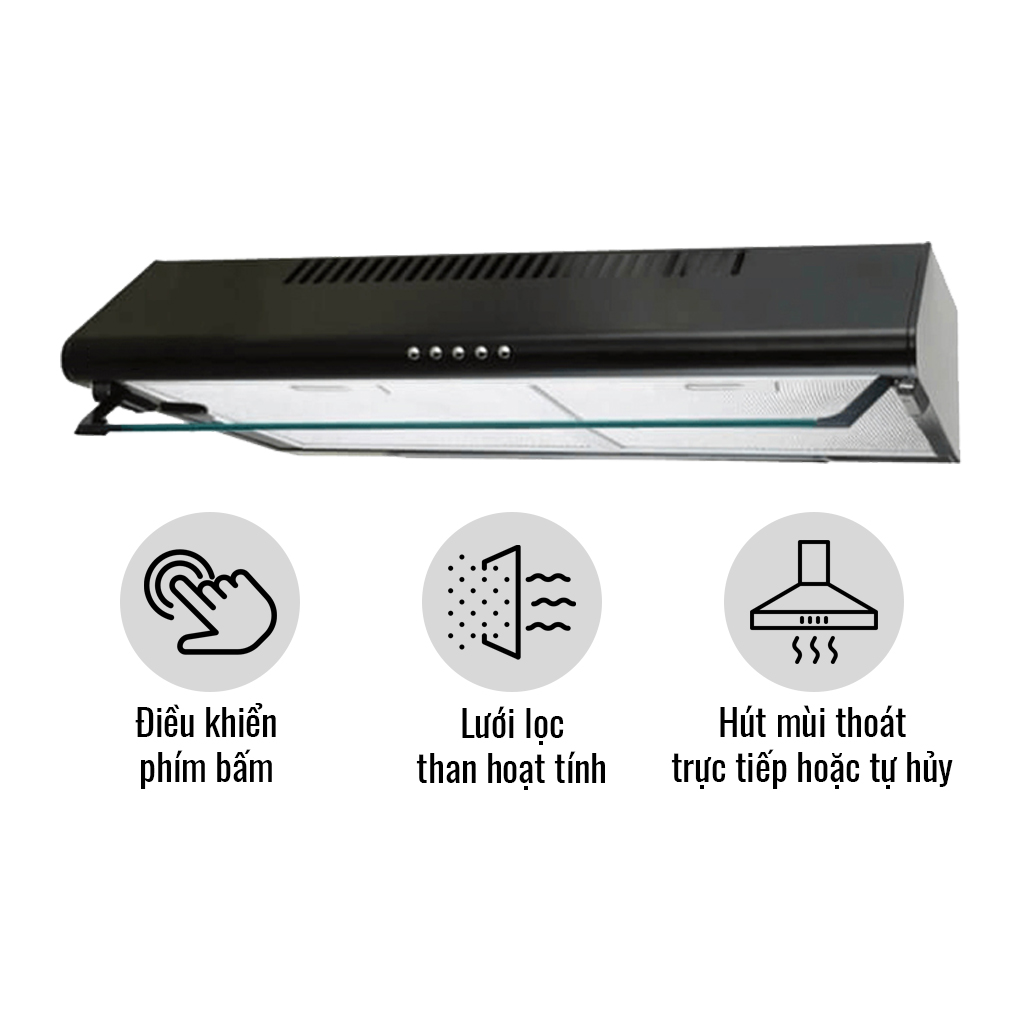 Điều khiển
phím bấm
Lưới lọc
than hoạt tính
Hút mùi thoát
trực tiếp hoặc tự hủy